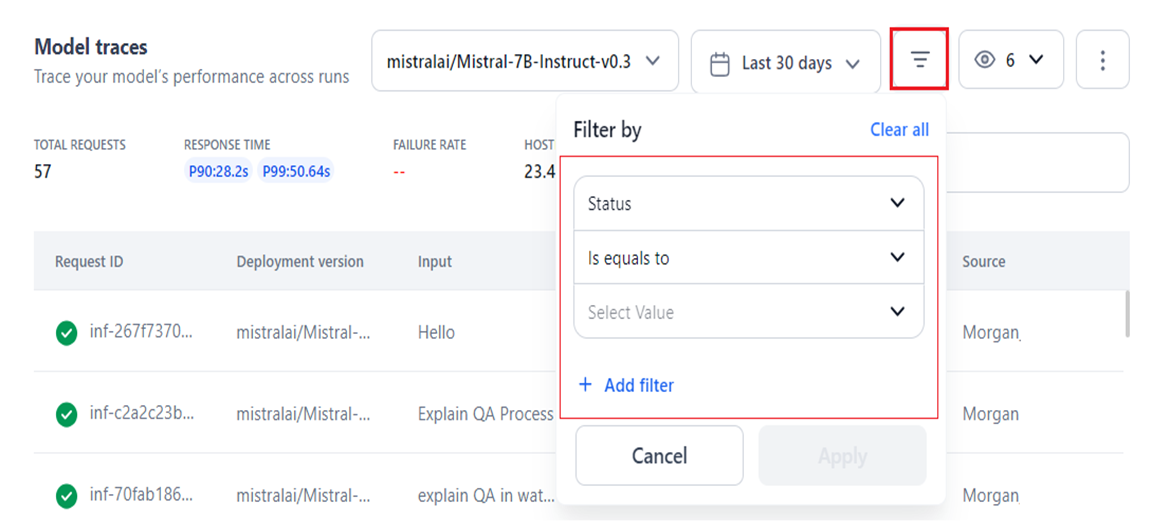 Model traces
Trace your model's performance across runs
mistralai/Mistral-7B-Instruct-v0.3
Last 30 days
6
Filter by
Clear all
TOTAL REQUESTS
57
RESPONSE TIME
P90:28.2s P99:50.64s
FAILURE RATE
--
HOST
23.4
Status
Is equals to
Select Value
+ Add filter
Cancel
Apply
Request ID Deployment version Input Source
inf-267f7370... mistralai/Mistral-... Hello Morgan
inf-c2a2c23b... mistralai/Mistral-... Explain QA Process Morgan
inf-70fab186... mistralai/Mistral-... explain QA in wat... Morgan